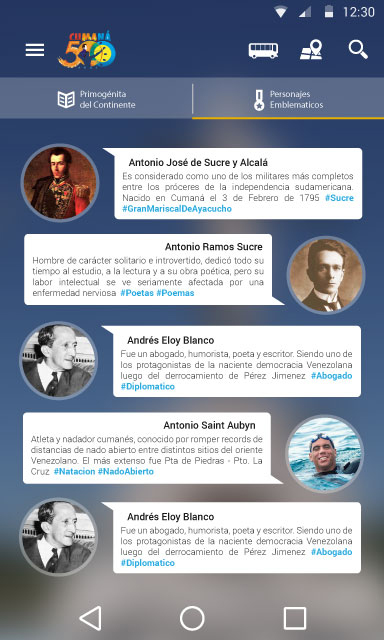 12:30
CUMANÁ
500
Primogénita
del Continente
Personajes
Emblematicos
Antonio José de Sucre y Alcalá
Es considerado como uno de los militares más completos
entre los próceres de la independencia sudamericana.
Nacido en Cumaná el 3 de Febrero de 1795 #Sucre
#GranMariscalDeAyacucho
Antonio Ramos Sucre
Hombre de carácter solitario e introvertido, dedicó todo su
tiempo al estudio, a la lectura y a su obra poética, pero su
labor intelectual se ve seriamente afectada por una
enfermedad nerviosa #Poetas #Poemas
Andrés Eloy Blanco
Fue un abogado, humorista, poeta y escritor. Siendo uno de
los protagonistas de la naciente democracia Venezolana
luego del derrocamiento de Pérez Jimenez #Abogado
#Diplomatico
Antonio Saint Aubyn
Atleta y nadador cumanés, conocido por romper records de
distancias de nado abierto entre distintos sitios del oriente
Venezolano. El más extenso fue Pta de Piedras - Pto. La
Cruz #Natacion #NadoAbierto
Andrés Eloy Blanco
Fue un abogado, humorista, poeta y escritor. Siendo uno de
los protagonistas de la naciente democracia Venezolana
luego del derrocamiento de Pérez Jimenez #Abogado
#Diplomatico